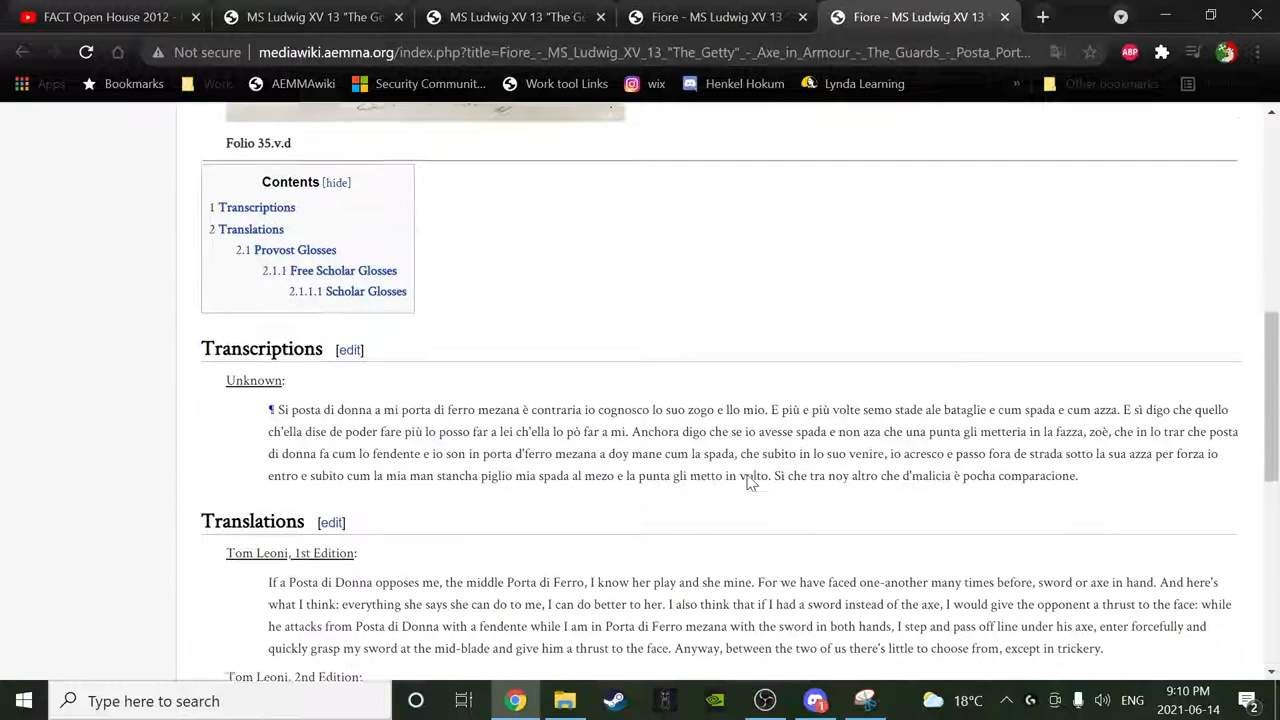 FACT Open House 2012 -
MS Ludwig XV 13 "The Ge
MS Ludwig XV 13 "The Ge
Fiore - MS Ludwig XV 13 "
Fiore - MS Ludwig XV 13 "
Not secure mediawiki.aemma.org/index.php?title=Fiore_-_MS_Ludwig_XV_13_"The_Getty"_-_Axe_in_Armour_-_The_Guards_-_Posta_Port...
Apps Bookmarks Work AEMMAwiki Security Communit... Work tool Links wix Henkel Hokum Lynda Learning » Other bookmarks
Folio 35.v.d
Contents [hide]
1 Transcriptions
2 Translations
2.1 Provost Glosses
2.1.1 Free Scholar Glosses
2.1.1.1 Scholar Glosses
Transcriptions [edit]
Unknown:
¶ Si posta di donna a mi porta di ferro mezana è contraria io cognosco lo suo zogo e llo mio. E più e più volte semo stade ale bataglie e cum spada e cum azza. E sì digo che quello
ch'ella dise de poder fare più lo posso far a lei ch'ella lo pò far a mi. Anchora digo che se io avesse spada e non aza che una punta gli metteria in la fazza, zoè, che in lo trar che posta
di donna fa cum lo fendente e io son in porta d'ferro mezana a doy mane cum la spada, che subito in lo suo venire, io acresco e passo fora de strada sotto la sua azza per forza io
entro e subito cum la mia man stancha piglio mia spada al mezo e la punta gli metto in volto. Sì che tra noy altro che d'malicia è pocha comparacione.
Translations [edit]
Tom Leoni, 1st Edition:
If a Posta di Donna opposes me, the middle Porta di Ferro, I know her play and she mine. For we have faced one-another many times before, sword or axe in hand. And here's
what I think: everything she says she can do to me, I can do better to her. I also think that if I had a sword instead of the axe, I would give the opponent a thrust to the face: while
he attacks from Posta di Donna with a fendente while I am in Porta di Ferro mezana with the sword in both hands, I step and pass off line under his axe, enter forcefully and
quickly grasp my sword at the mid-blade and give him a thrust to the face. Anyway, between the two of us there's little to choose from, except in trickery.
Tom Leoni, 2nd Edition:
Type here to search
1
18°C
ENG
9:10 PM
2021-06-14
2